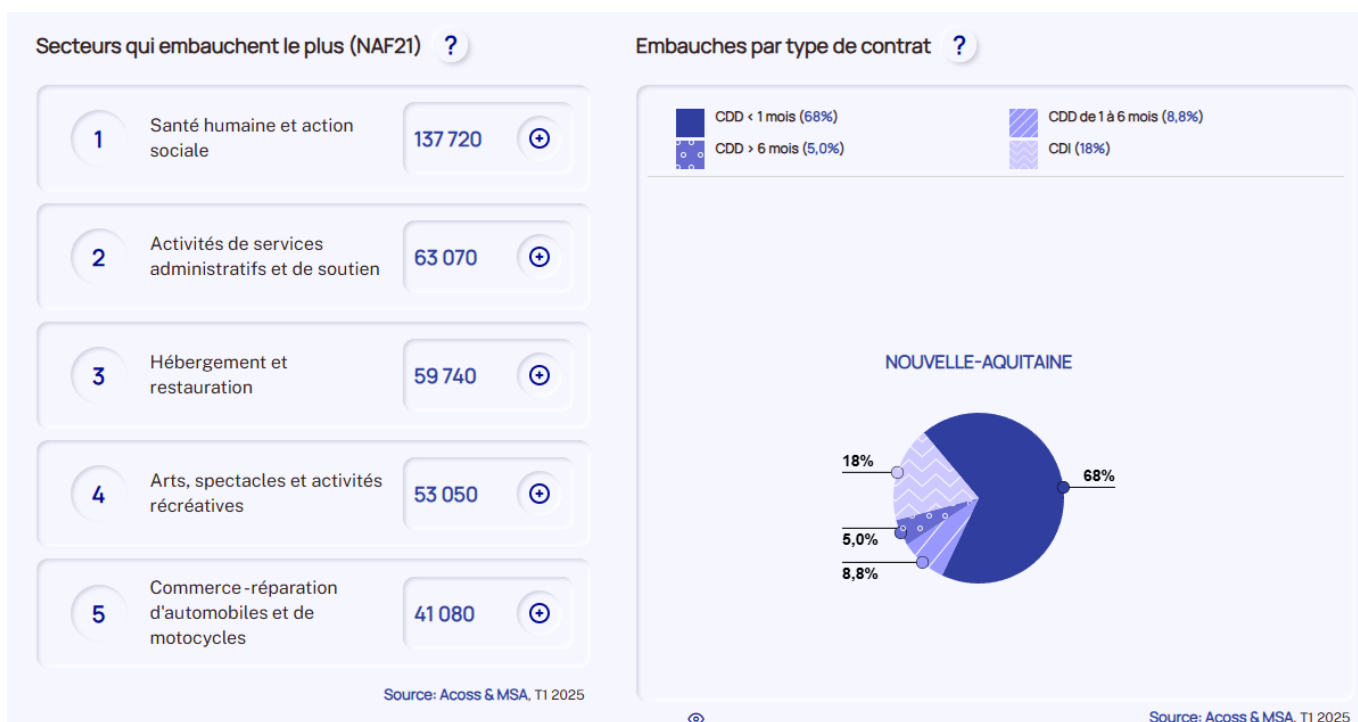 Secteurs qui embauchent le plus (NAF21) ?
1
Santé humaine et action
sociale
137 720
2
Activités de services
administratifs et de soutien
63 070
3
Hébergement et
restauration
59 740
4
Arts, spectacles et activités
récréatives
53 050
5
Commerce - réparation
d'automobiles et de
motocycles
41 080
Source: Acoss & MSA, T1 2025
Embauches par type de contrat ?
CDD < 1 mois (68%)
CDD de 1 à 6 mois (8,8%)
CDD > 6 mois (5,0%)
CDI (18%)
NOUVELLE-AQUITAINE
18%
68%
5,0%
8,8%
Source: Acoss & MSA, T1 2025